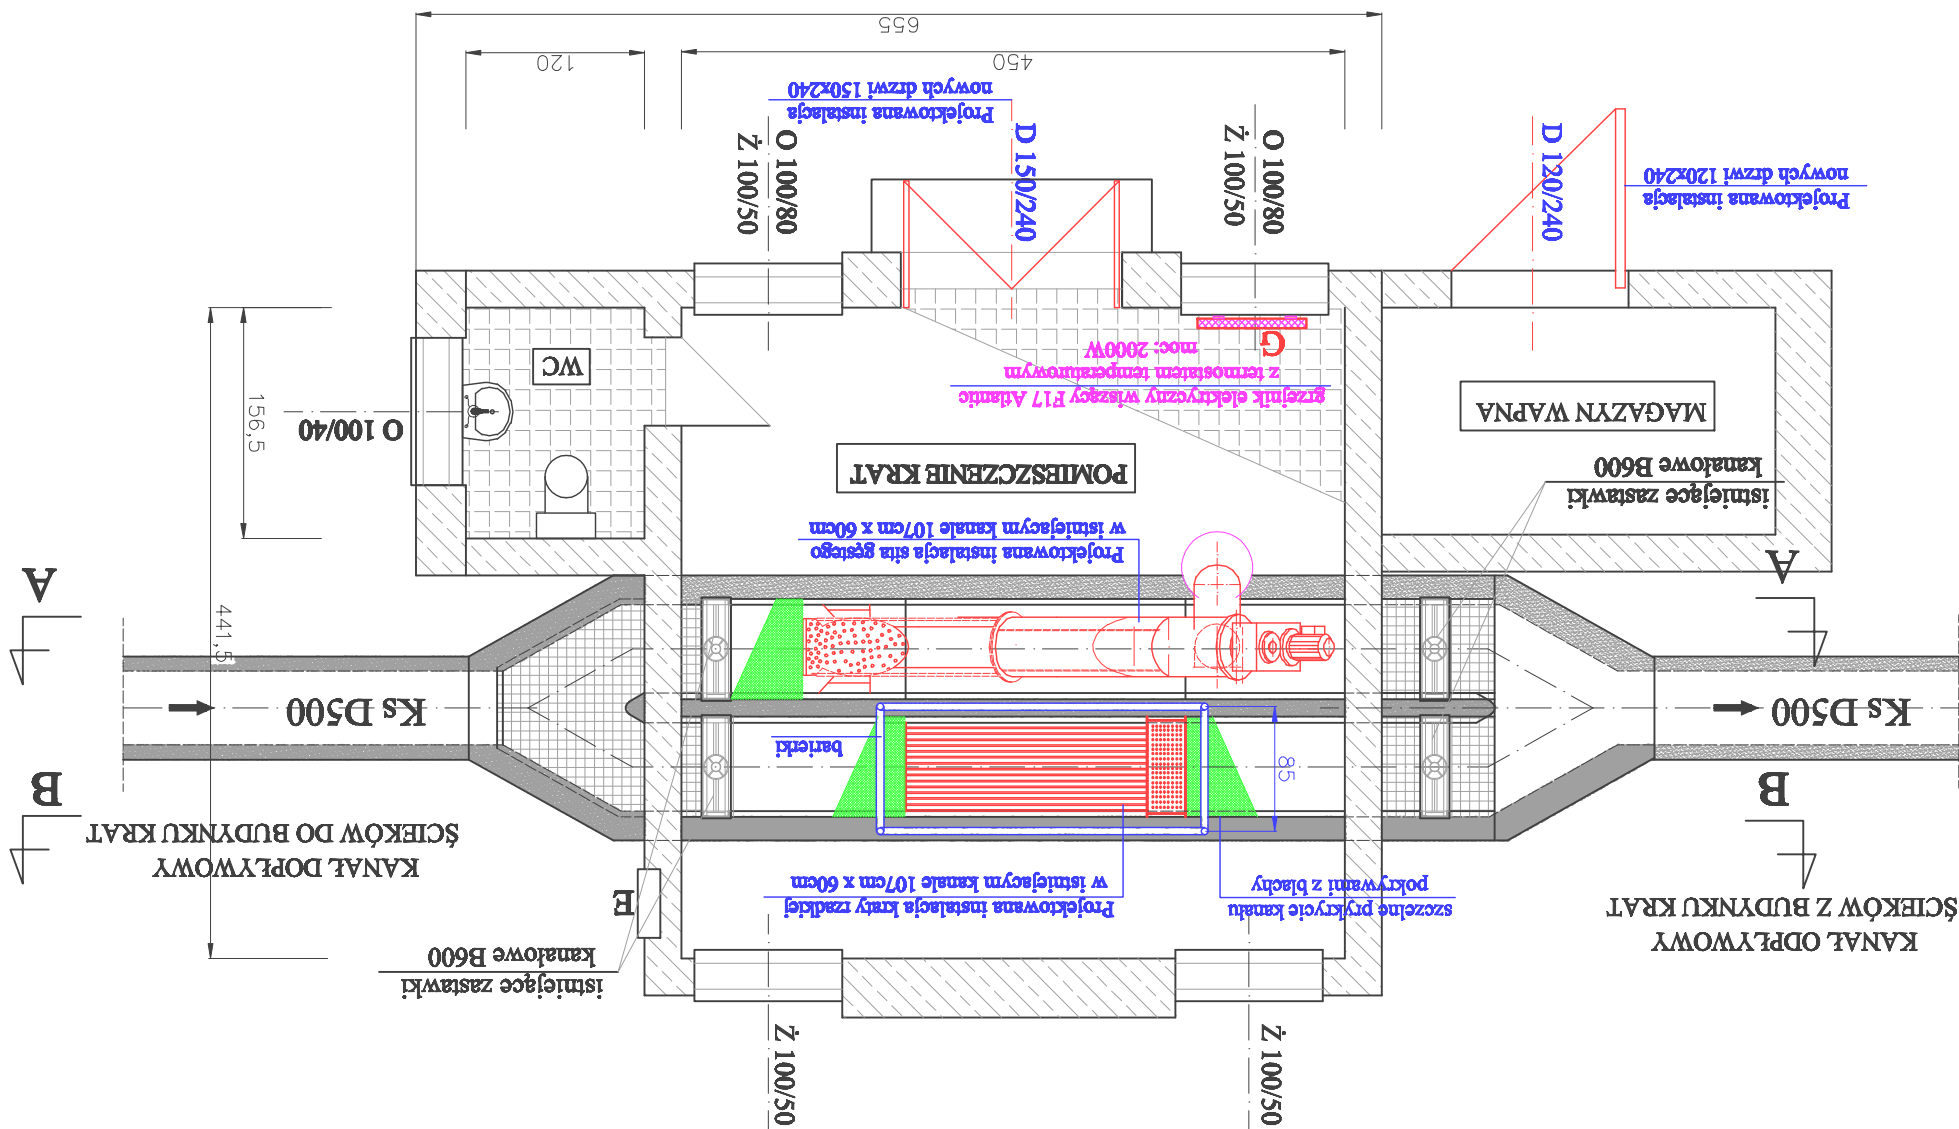 655
120
450
Projektowana instalacja
nowych drzwi 150x240
O 100/80
Ż 100/50
D 150/240
O 100/80
Ż 100/50
D 120/240
Projektowana instalacja
nowych drzwi 120x240
WC
O 100/40
156,5
441,5
G
grzejnik elektryczny wiszący F17 Atlantic
z termostatem temperaturowym
moc: 2000W
MAGAZYN WAPNA
POMIESZCZENIE KRAT
istniejące zastawki
kanałowe B600
Projektowana instalacja sita gęstego
w istniejacym kanale 107cm x 60cm
A
A
Ks D500
Ks D500
barierki
85
B
B
KANAŁ DOPŁYWOWY
ŚCIEKÓW DO BUDYNKU KRAT
E
Projektowana instalacja kraty rzadkiej
w istniejacym kanale 107cm x 60cm
szczelne prykrycie kanału
pokrywami z blachy
KANAŁ ODPŁYWOWY
ŚCIEKÓW Z BUDYNKU KRAT
istniejące zastawki
kanałowe B600
Ż 100/50
Ż 100/50